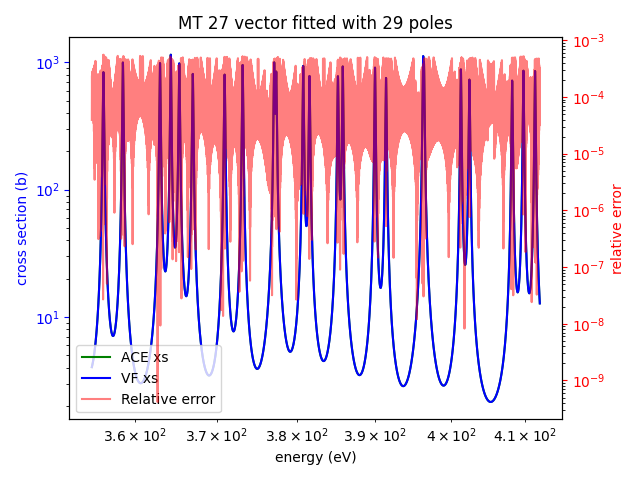 MT 27 vector fitted with 29 poles
cross section (b)
10³
10²
10¹
10⁻³
10⁻⁴
10⁻⁵
10⁻⁶
10⁻⁷
10⁻⁸
10⁻⁹
relative error
ACE xs
VF xs
Relative error
3.6 × 10² 3.7 × 10² 3.8 × 10² 3.9 × 10² 4 × 10² 4.1 × 10²
energy (eV)